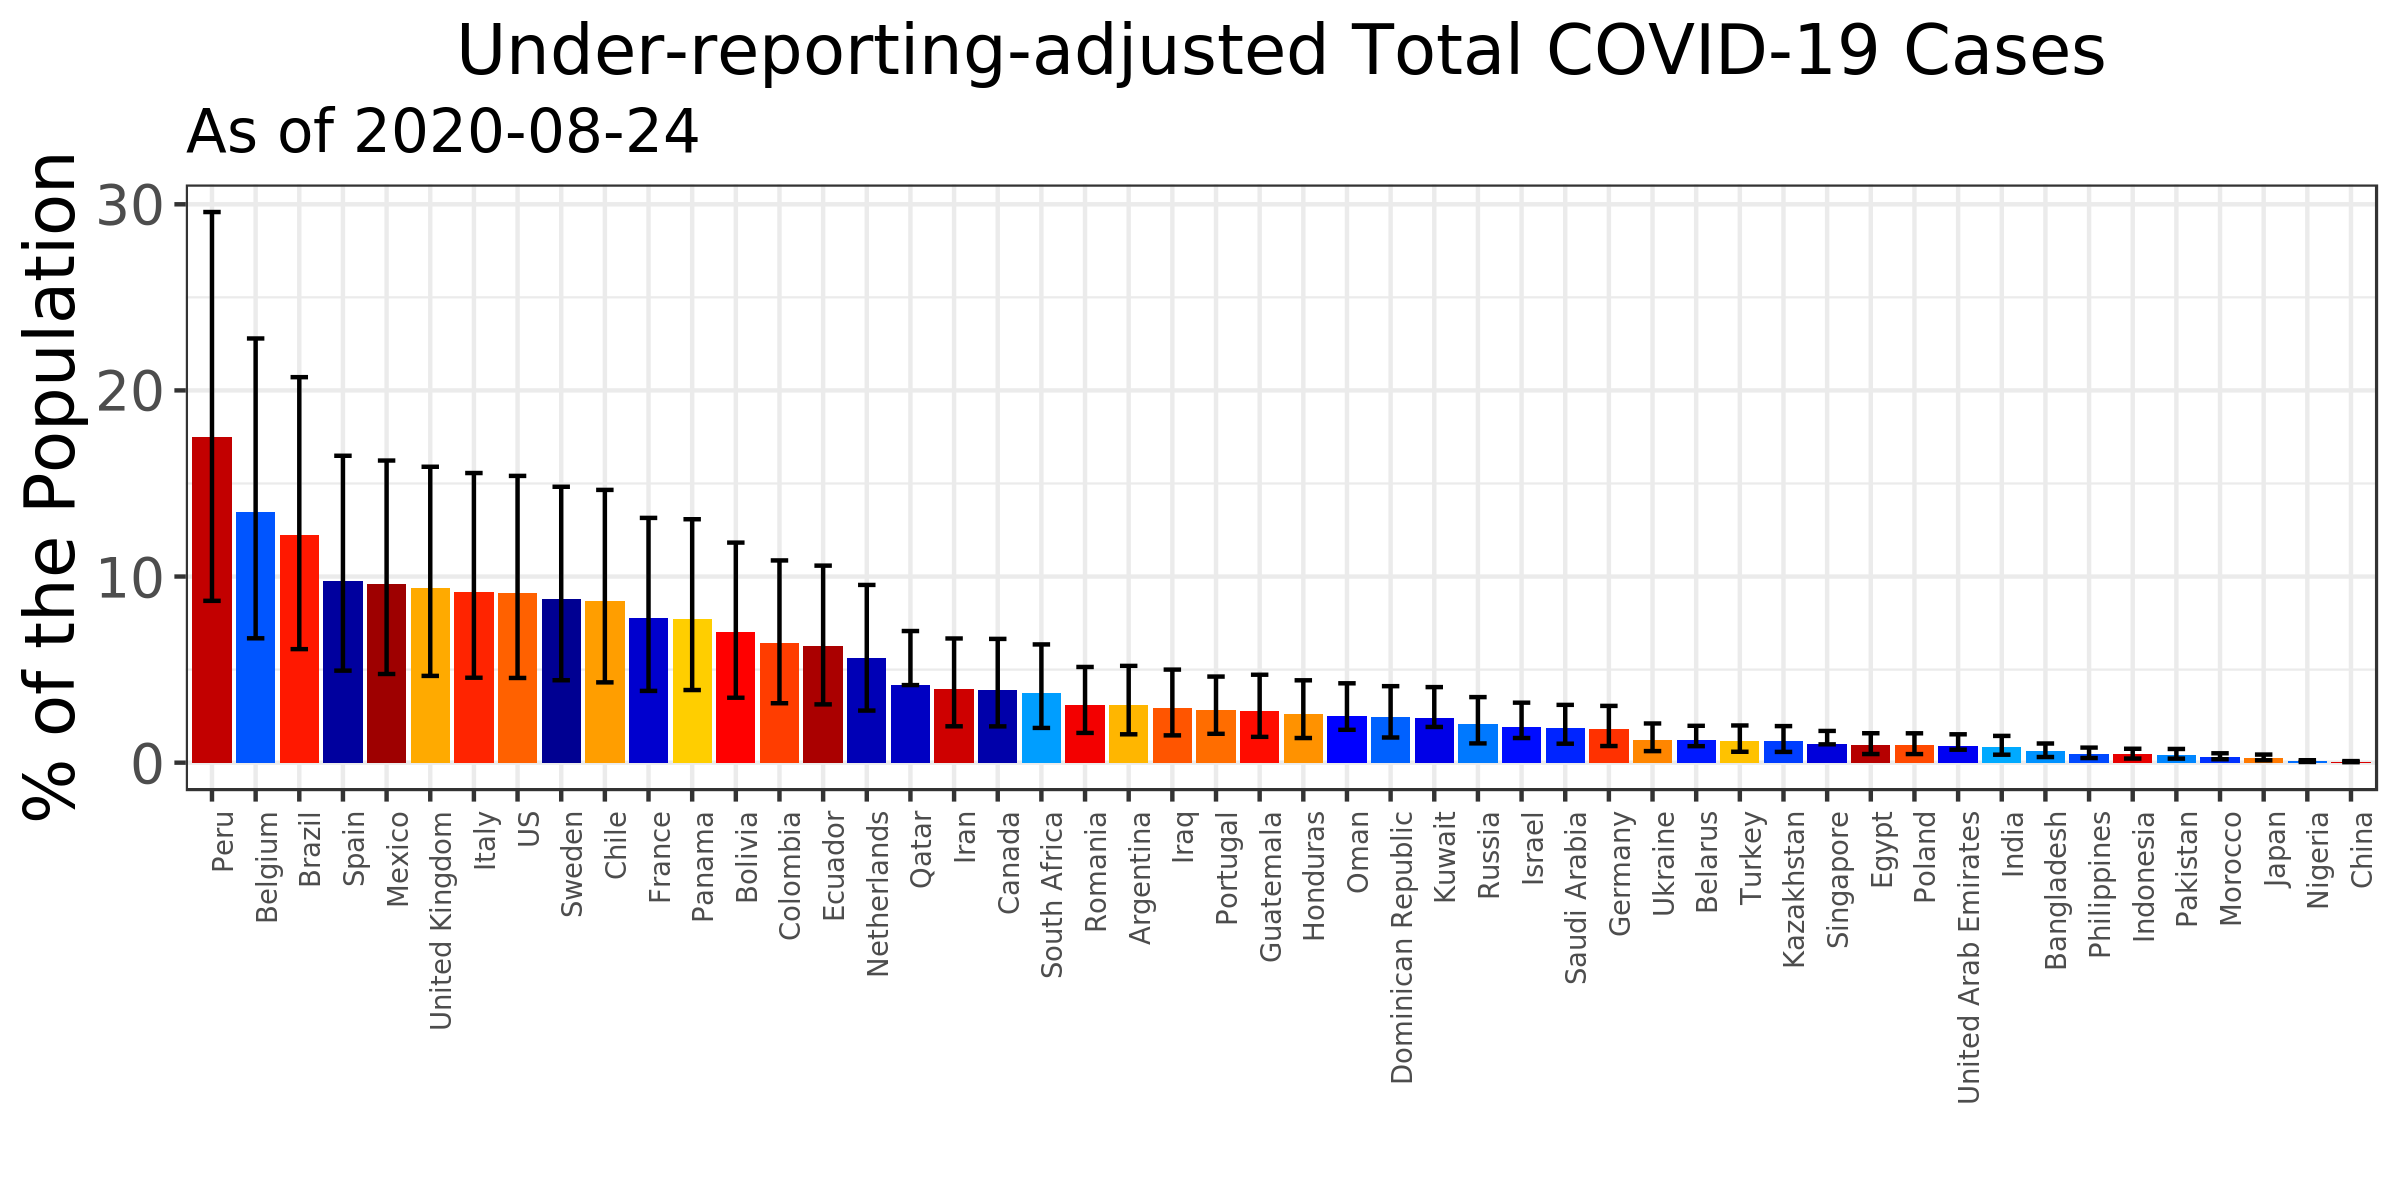 Under-reporting-adjusted Total COVID-19 Cases
As of 2020-08-24
% of the Population
30
20
10
0
Peru
Belgium
Brazil
Spain
Mexico
United Kingdom
Italy
US
Sweden
Chile
France
Panama
Bolivia
Colombia
Ecuador
Netherlands
Qatar
Iran
Canada
South Africa
Romania
Argentina
Iraq
Portugal
Guatemala
Honduras
Oman
Dominican Republic
Kuwait
Russia
Israel
Saudi Arabia
Germany
Ukraine
Belarus
Turkey
Kazakhstan
Singapore
Egypt
Poland
United Arab Emirates
India
Bangladesh
Philippines
Indonesia
Pakistan
Morocco
Japan
Nigeria
China